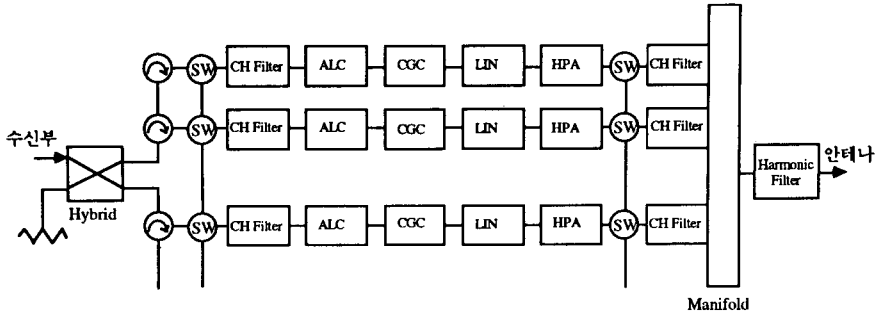 SW CH Filter ALC CGC LIN HPA SW CH Filter
SW CH Filter ALC CGC LIN HPA SW CH Filter
수신부
Hybrid
Harmonic Filter
안테나
SW CH Filter ALC CGC LIN HPA SW CH Filter
Manifold